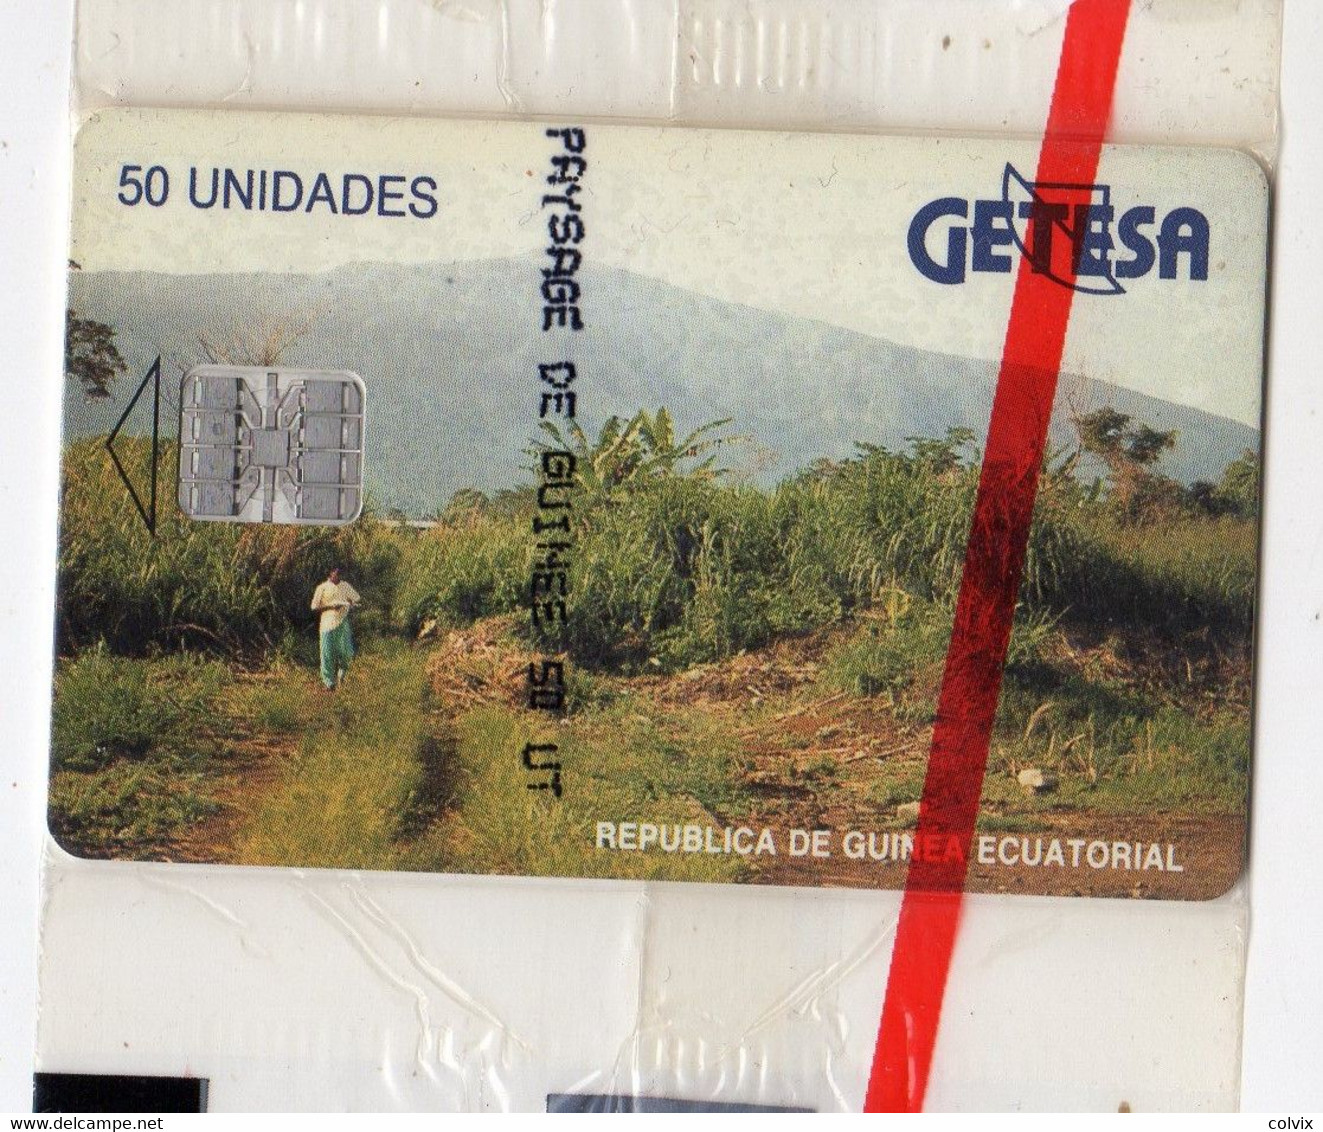 50 UNIDADES
GETESA
PAYSAGE DE GUINEE 50 UT
REPUBLICA DE GUINEA ECUATORIAL
www.delcampe.net
colvix